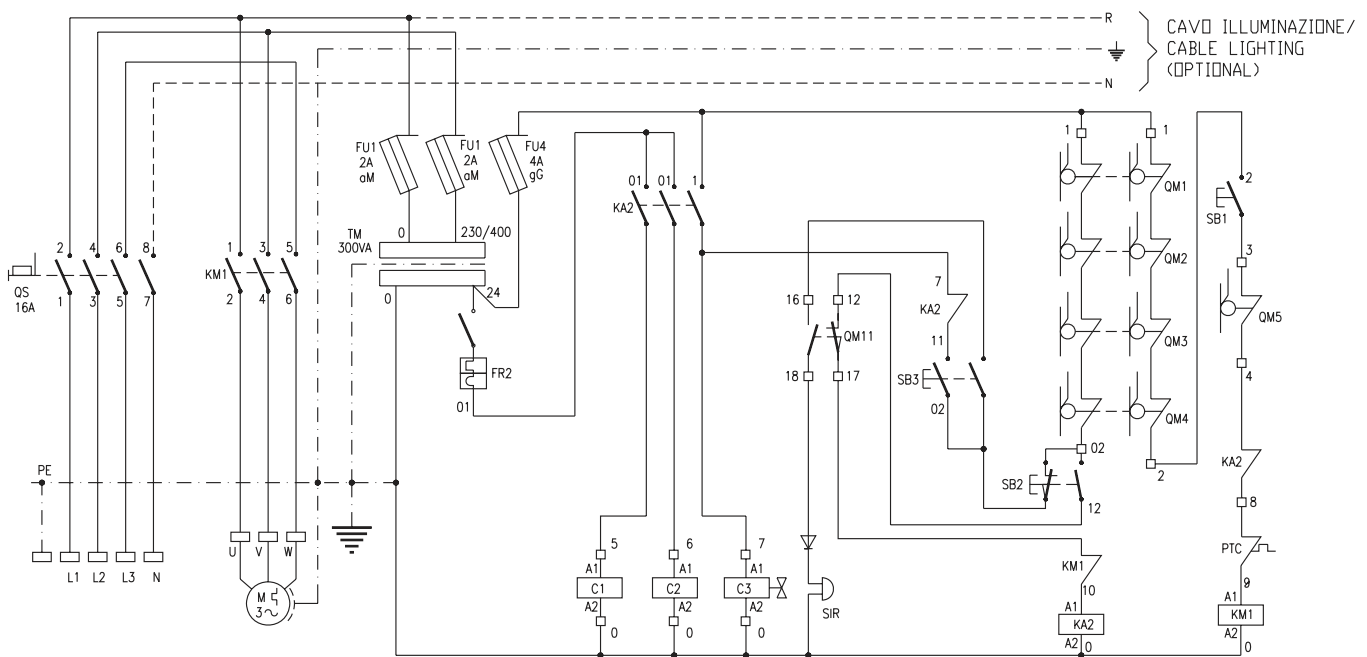 R
CAVO ILLUMINAZIONE/
CABLE LIGHTING
(OPTIONAL)
N
FU1
2A
aM
FU1
2A
aM
FU4
4A
gG
1
1
QM1
2
SB1
01
01
1
KA2
TM
300VA
0
230/400
2
4
6
8
1
3
5
KM1
QS
16A
1
3
5
7
2
4
6
0
24
3
QM2
7
KA2
16
12
QM11
11
QM5
QM3
FR2
01
18
17
SB3
02
4
QM4
02
2
KA2
SB2
12
8
PE
U
V
W
L1
L2
L3
N
M
3
5
6
7
A1
A1
A1
C1
C2
C3
A2
A2
A2
0
0
0
SIR
KM1
10
A1
KA2
A2
0
PTC
9
A1
KM1
A2
0